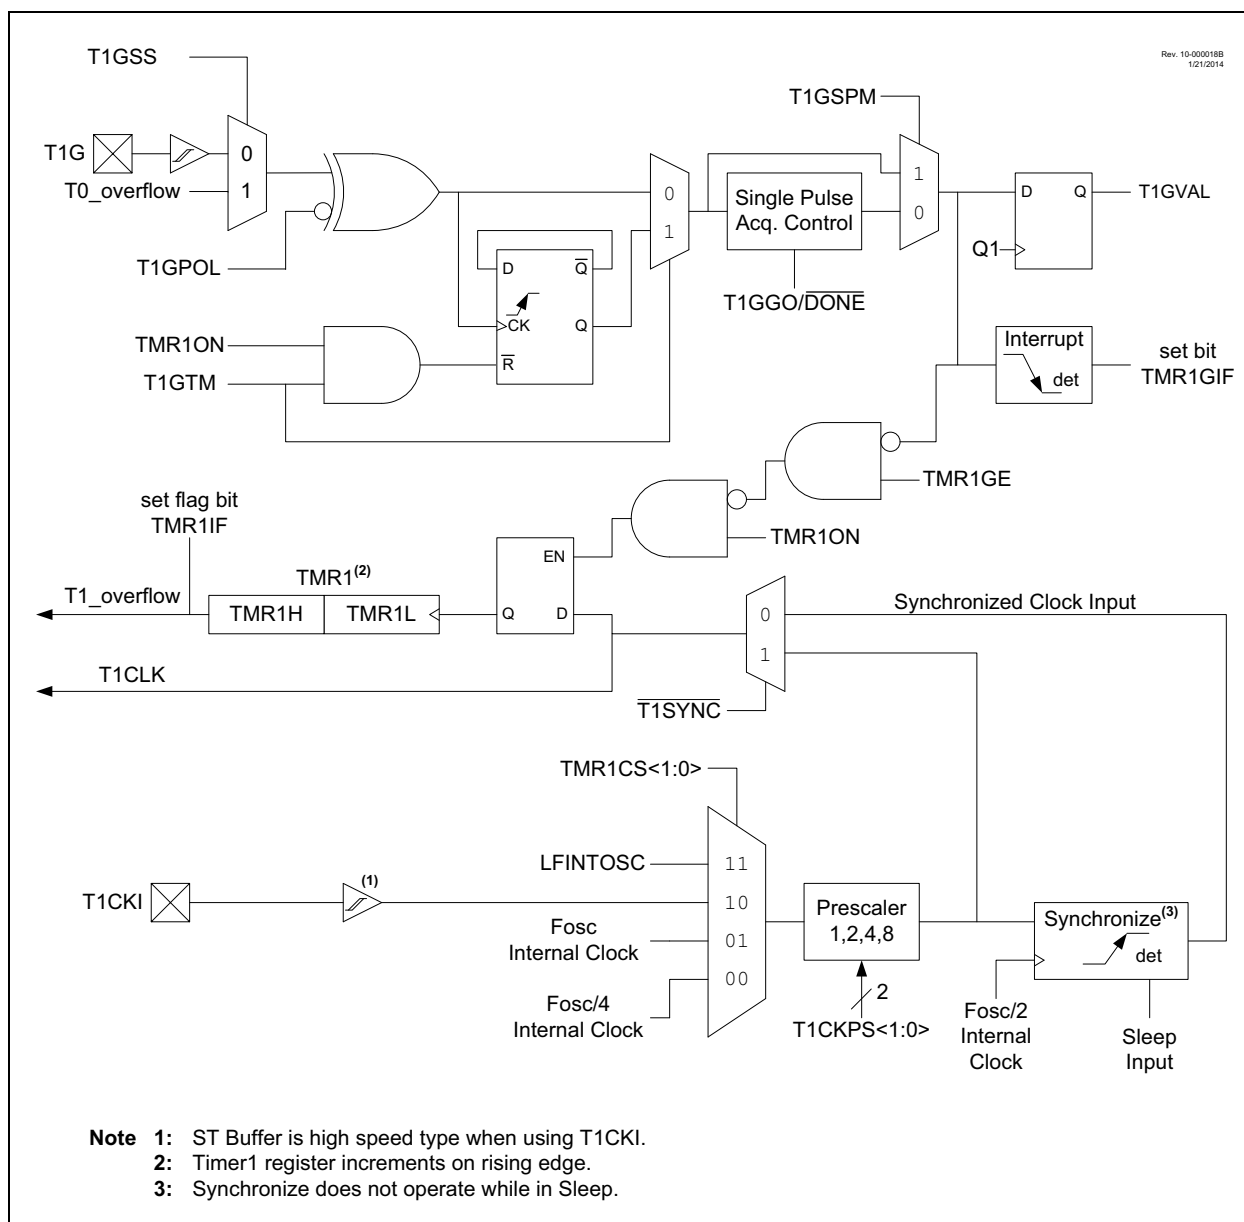 T1GSS
Rev. 10-000018B
1/21/2014
T1GSPM
T1G
0
T0_overflow
1
T1GPOL
0
1
Single Pulse
Acq. Control
1
0
D Q
T1GVAL
Q1
T1GGO/D̅O̅N̅E̅
D Q̅
CK Q
R̅
TMR1ON
T1GTM
Interrupt
det
set bit
TMR1GIF
TMR1GE
set flag bit
TMR1IF
TMR1ON
EN
TMR1(2)
T1_overflow
TMR1H TMR1L
Q D
0
1
Synchronized Clock Input
T1CLK
T̅1̅S̅Y̅N̅C̅
TMR1CS<1:0>
LFINTOSC
11
T1CKI
(1)
10
Fosc
Internal Clock
01
Fosc/4
Internal Clock
00
Prescaler
1,2,4,8
2
T1CKPS<1:0>
Synchronize(3)
det
Fosc/2
Internal
Clock
Sleep
Input
Note 1: ST Buffer is high speed type when using T1CKI.
2: Timer1 register increments on rising edge.
3: Synchronize does not operate while in Sleep.